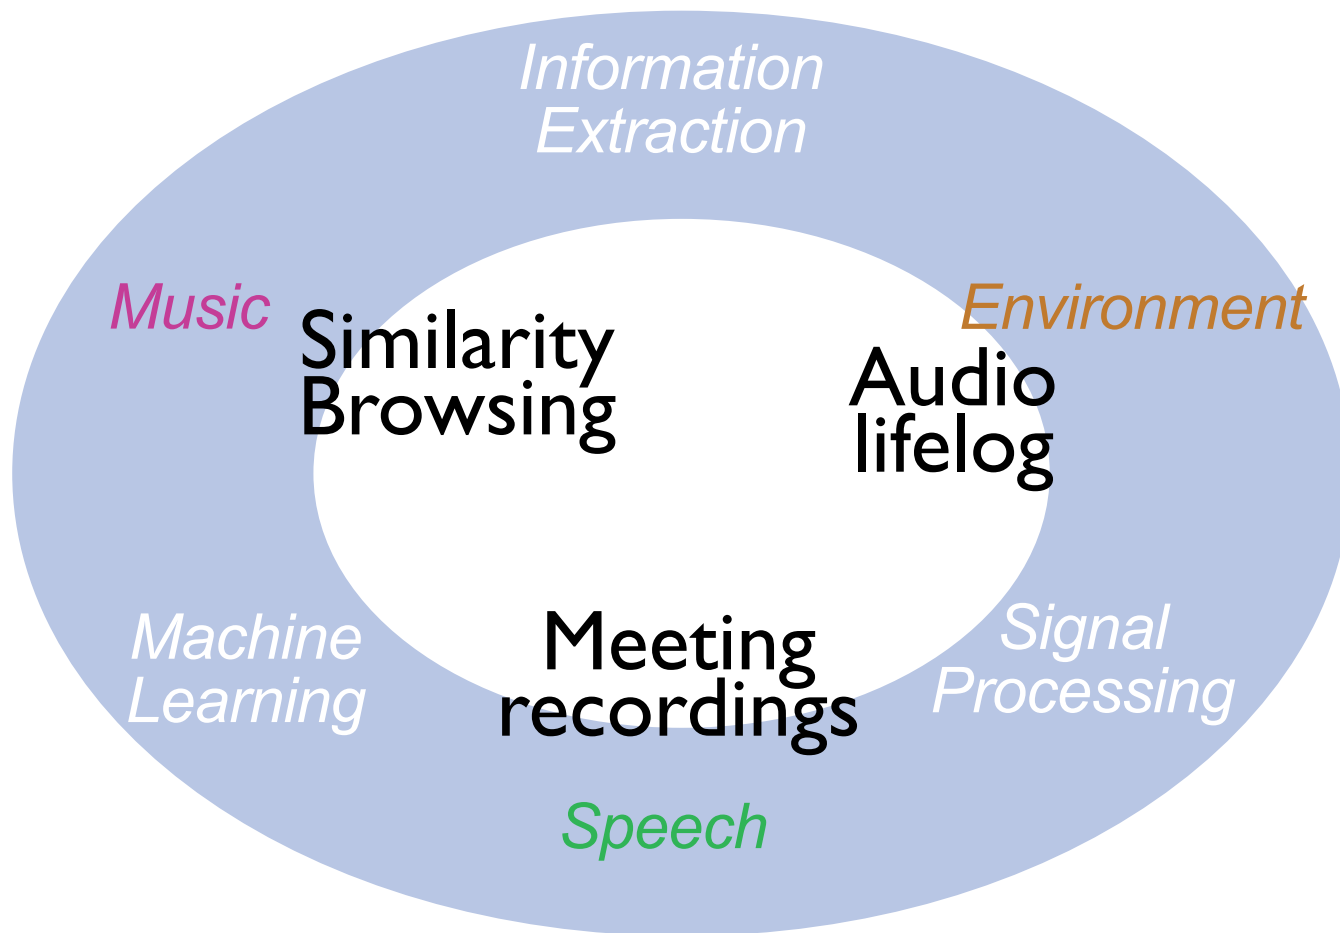 Information
Extraction
Music
Similarity
Browsing
Environment
Audio
lifelog
Machine
Learning
Meeting
recordings
Signal
Processing
Speech